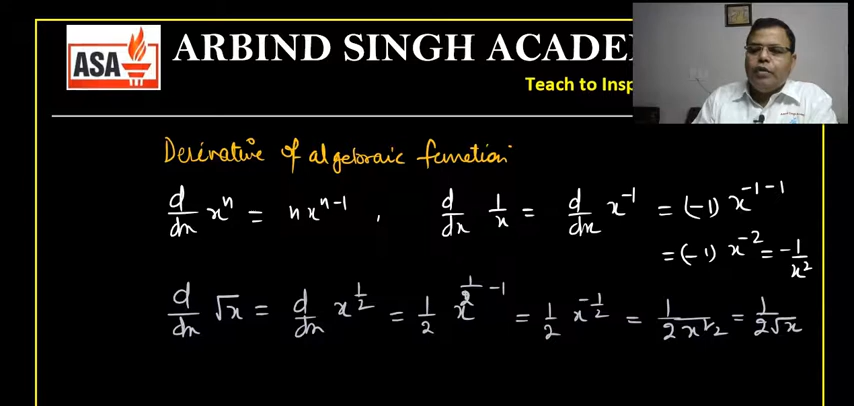 ASA ARBIND SINGH ACADE
Teach to Insp
Derivative of algebraic function
d/dx xⁿ = n xⁿ⁻¹ , d/dx 1/x = d/dx x⁻¹ = (-1) x⁻¹⁻¹
= (-1) x⁻² = -1/x²
d/dx √x = d/dx x^(1/2) = 1/2 x^(1/2 -1) = 1/2 x^(-1/2) = 1/(2x^(1/2)) = 1/(2√x)